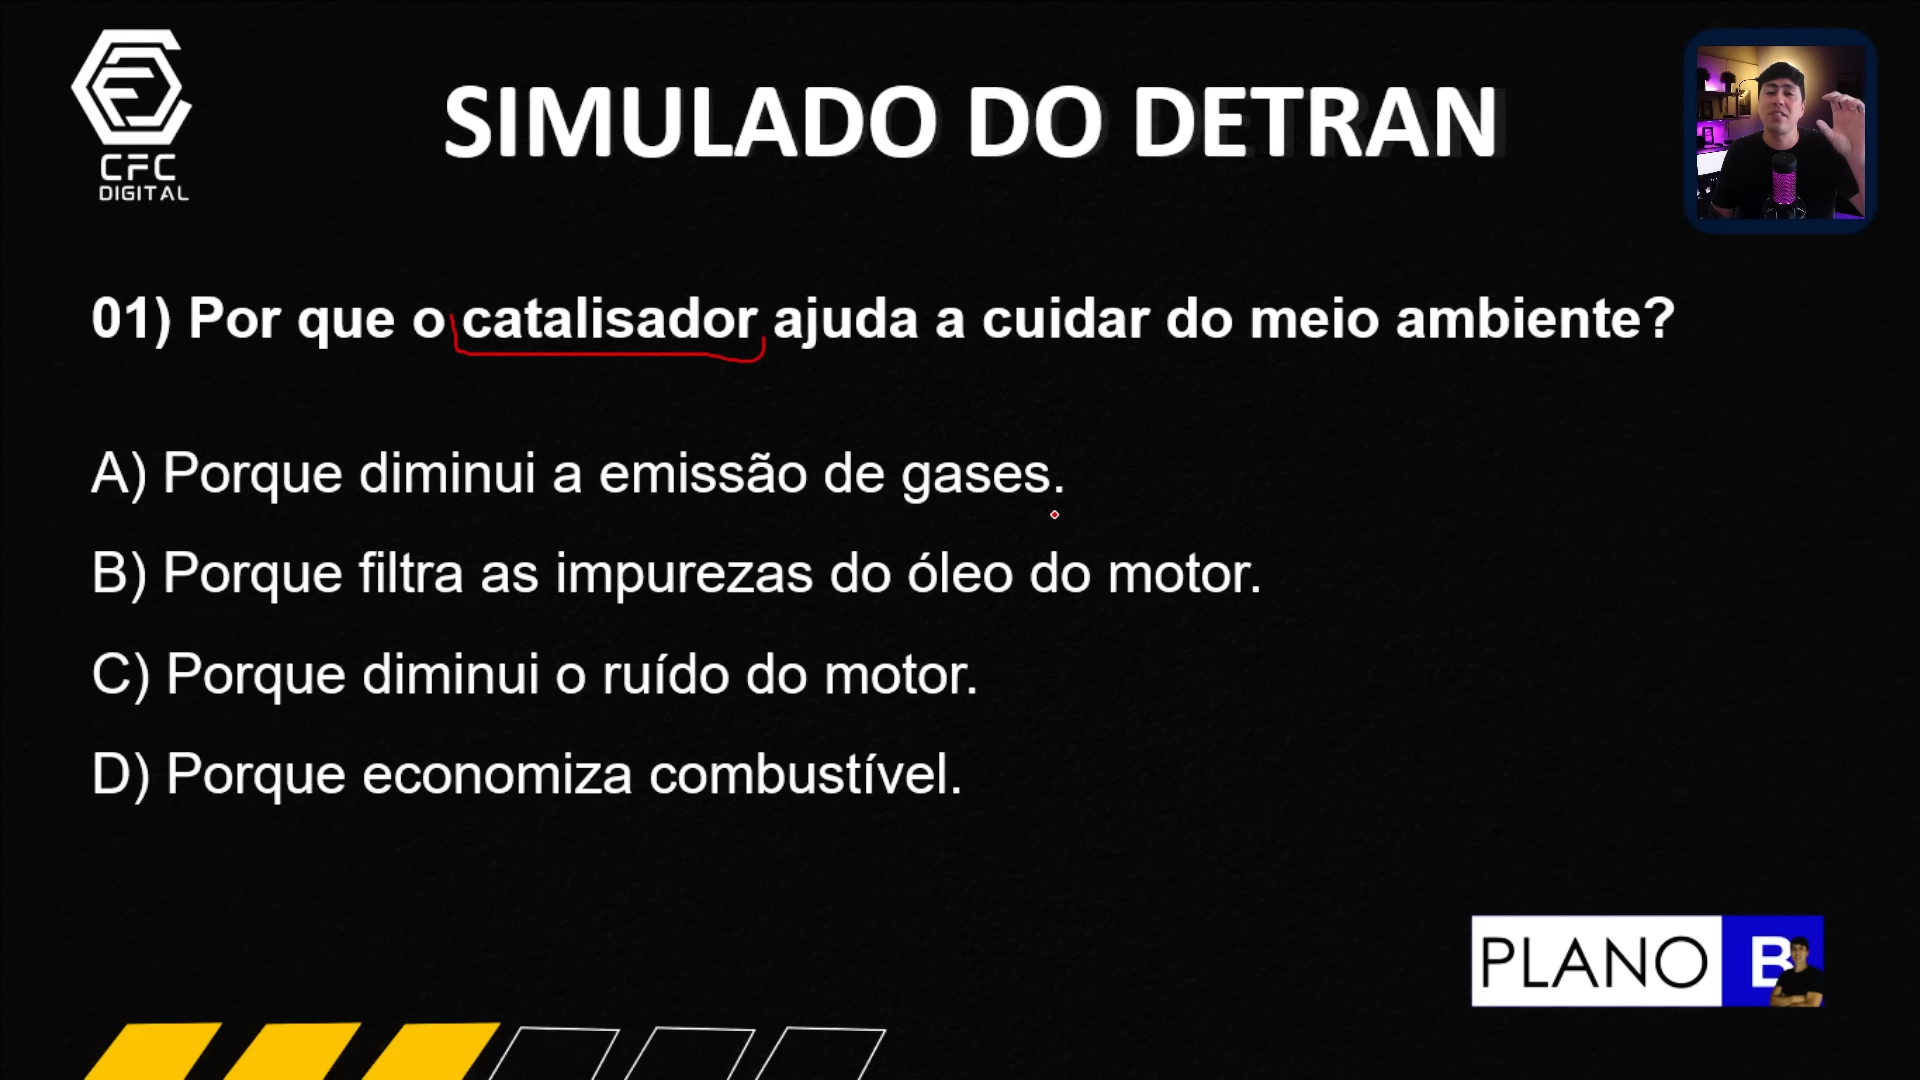 CFC
DIGITAL
SIMULADO DO DETRAN
01) Por que o catalisador ajuda a cuidar do meio ambiente?
A) Porque diminui a emissão de gases.
B) Porque filtra as impurezas do óleo do motor.
C) Porque diminui o ruído do motor.
D) Porque economiza combustível.
PLANO B